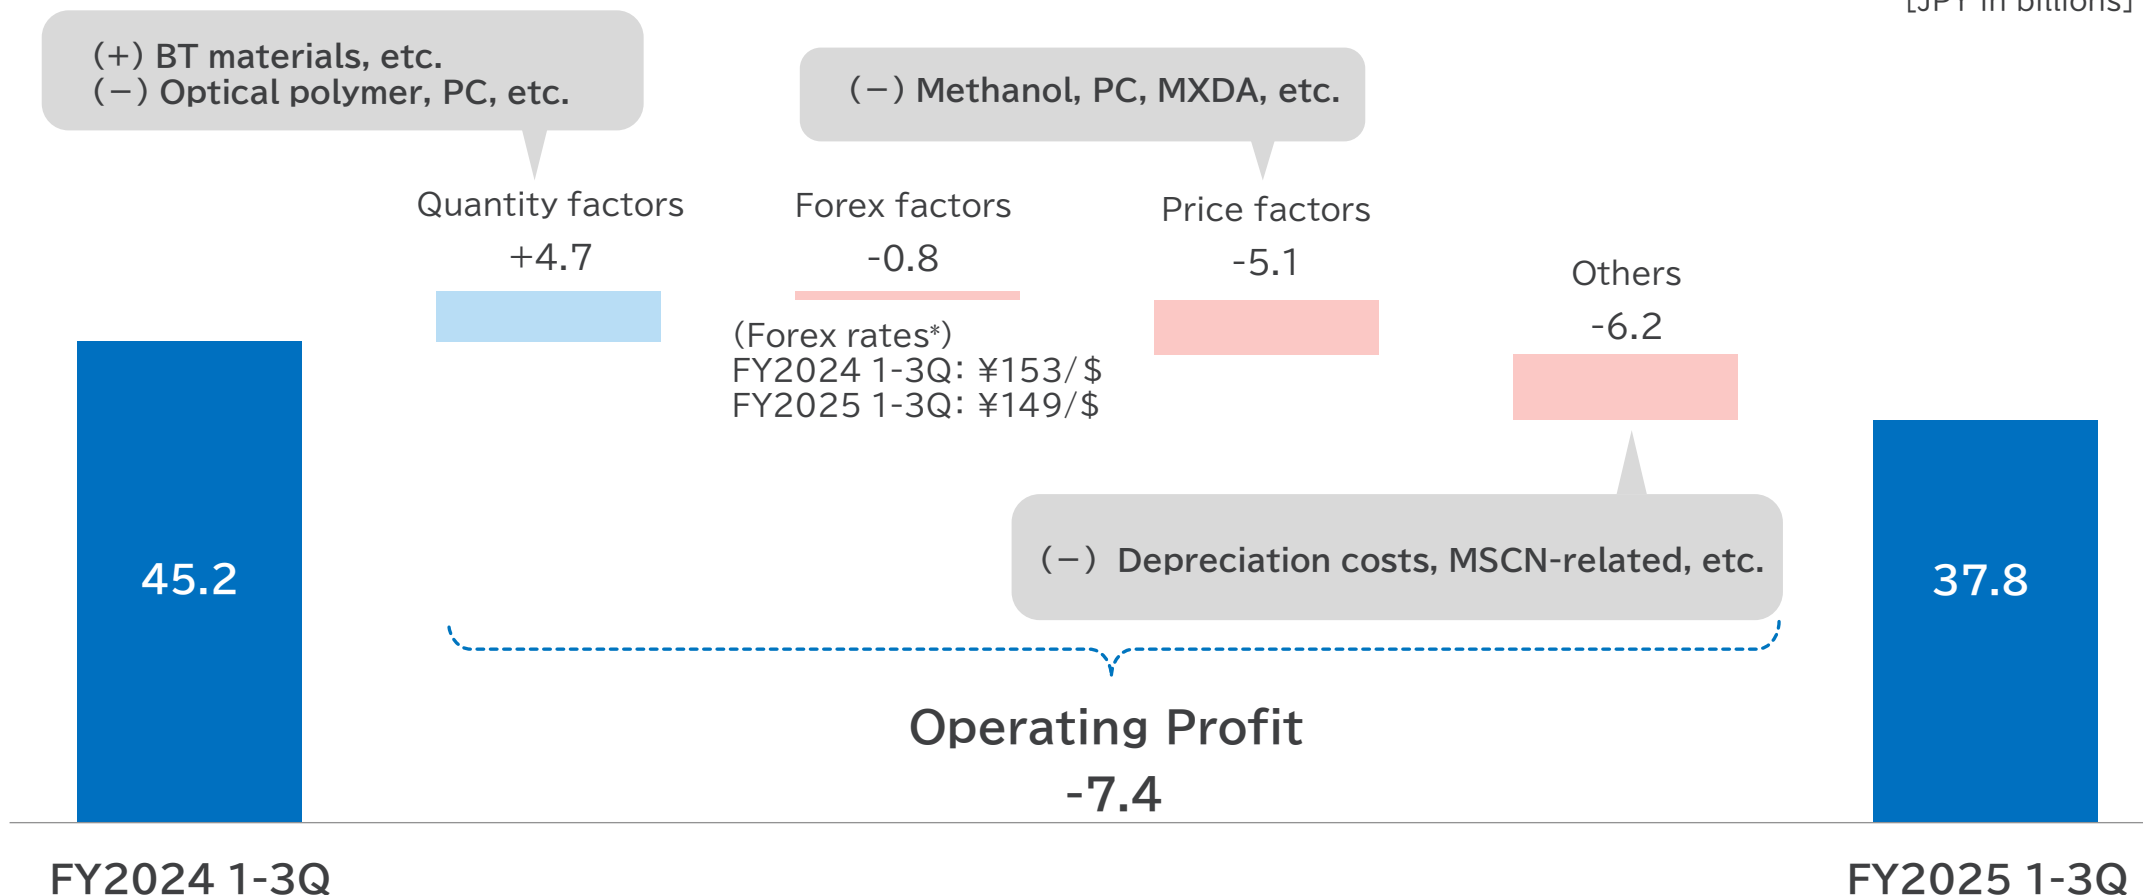 [JPY in billions]
(+) BT materials, etc.
(−) Optical polymer, PC, etc.
(−) Methanol, PC, MXDA, etc.
Quantity factors
+4.7
Forex factors
-0.8
(Forex rates*)
FY2024 1-3Q: ¥153/$
FY2025 1-3Q: ¥149/$
Price factors
-5.1
Others
-6.2
(−) Depreciation costs, MSCN-related, etc.
45.2
37.8
Operating Profit
-7.4
FY2024 1-3Q
FY2025 1-3Q